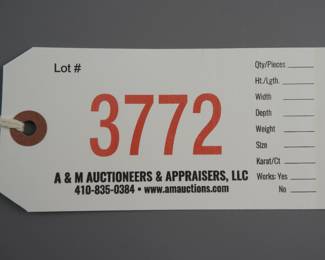 Lot #
3772
A & M AUCTIONEERS & APPRAISERS, LLC
410-835-0384 • www.amauctions.com
Qty/Pieces
Ht./Lgth.
Width
Depth
Weight
Size
Karat/Ct
Works: Yes
No